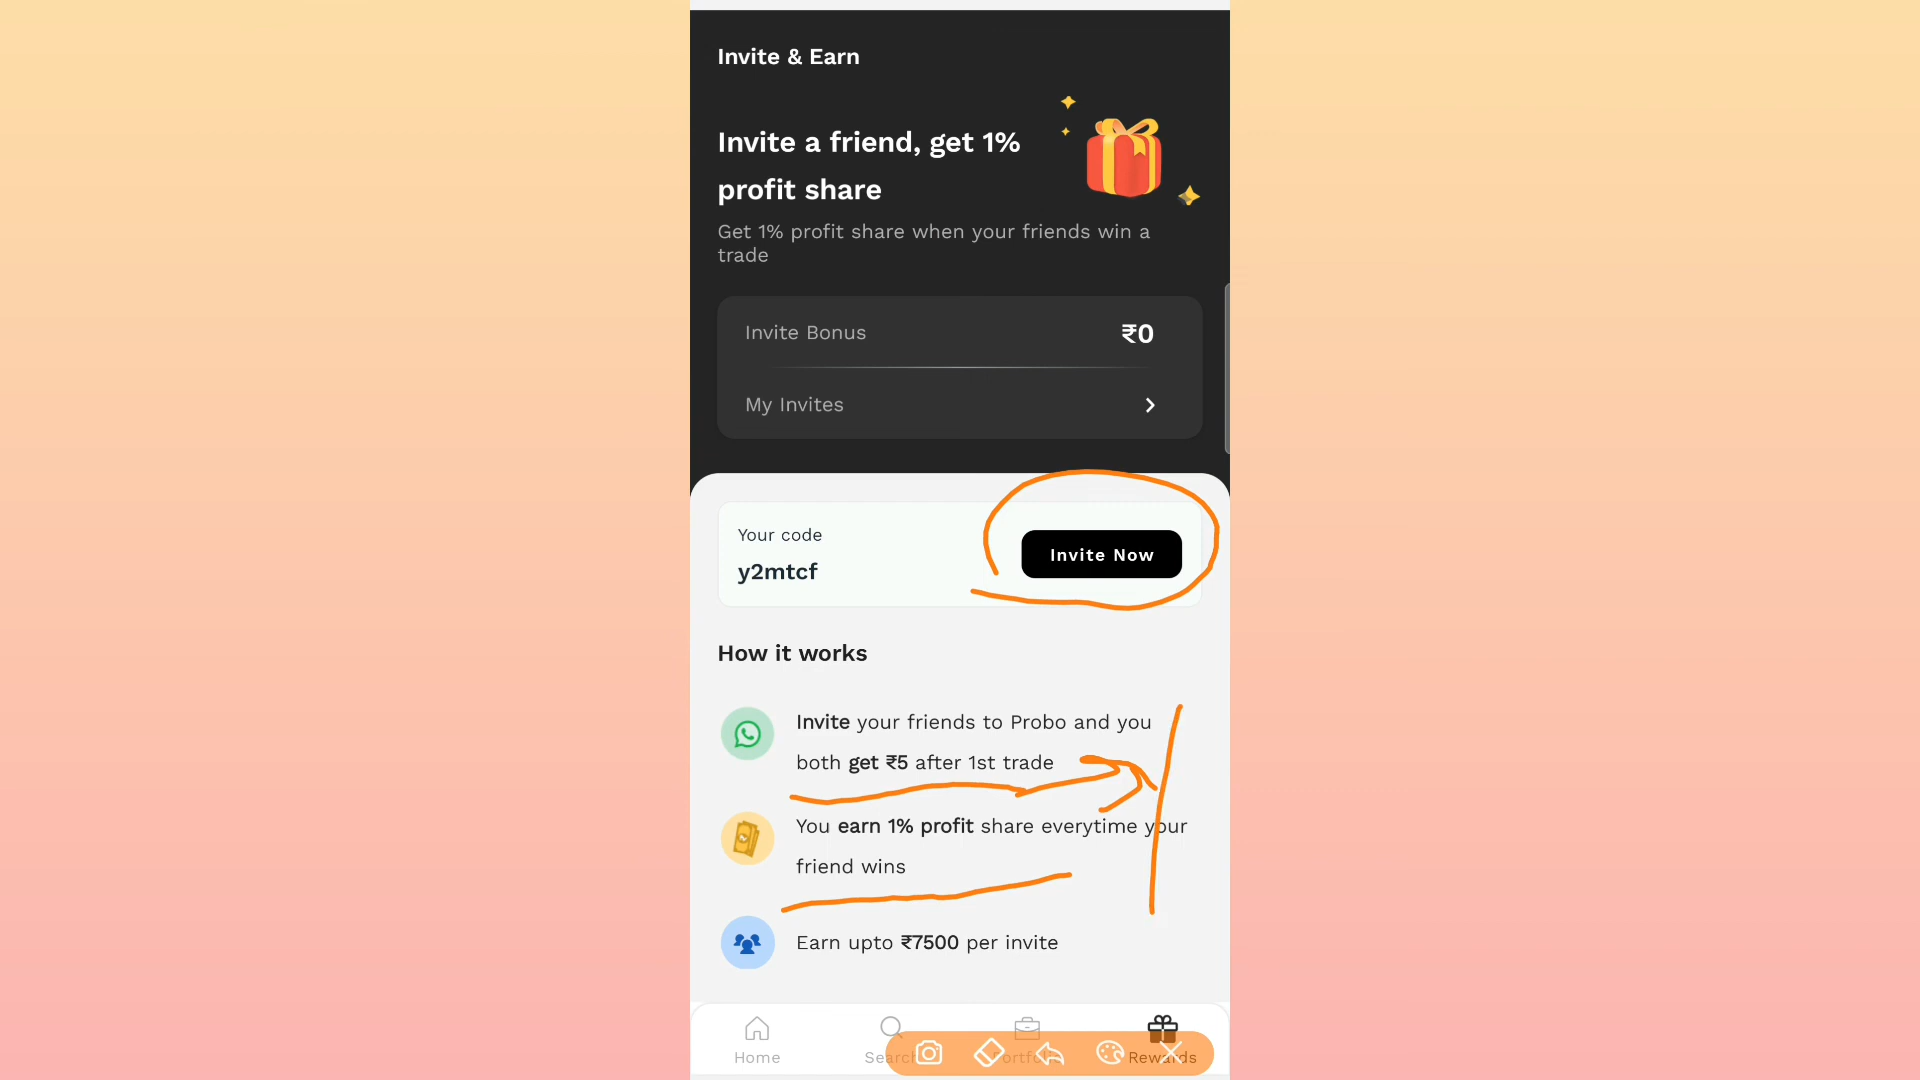 Invite & Earn
Invite a friend, get 1%
profit share
Get 1% profit share when your friends win a
trade
Invite Bonus ₹0
My Invites
Your code
y2mtcf
Invite Now
How it works
Invite your friends to Probo and you
both get ₹5 after 1st trade
You earn 1% profit share everytime your
friend wins
Earn upto ₹7500 per invite
Home Search Portfolio Rewards